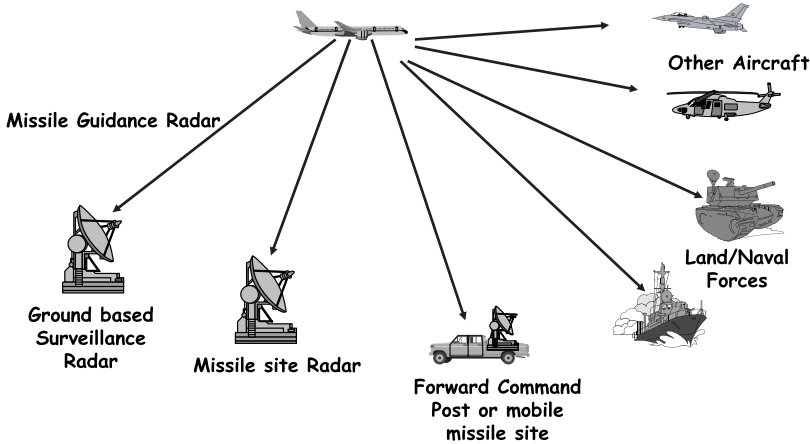 Other Aircraft
Missile Guidance Radar
Land/Naval
Forces
Ground based
Surveillance
Radar
Missile site Radar
Forward Command
Post or mobile
missile site